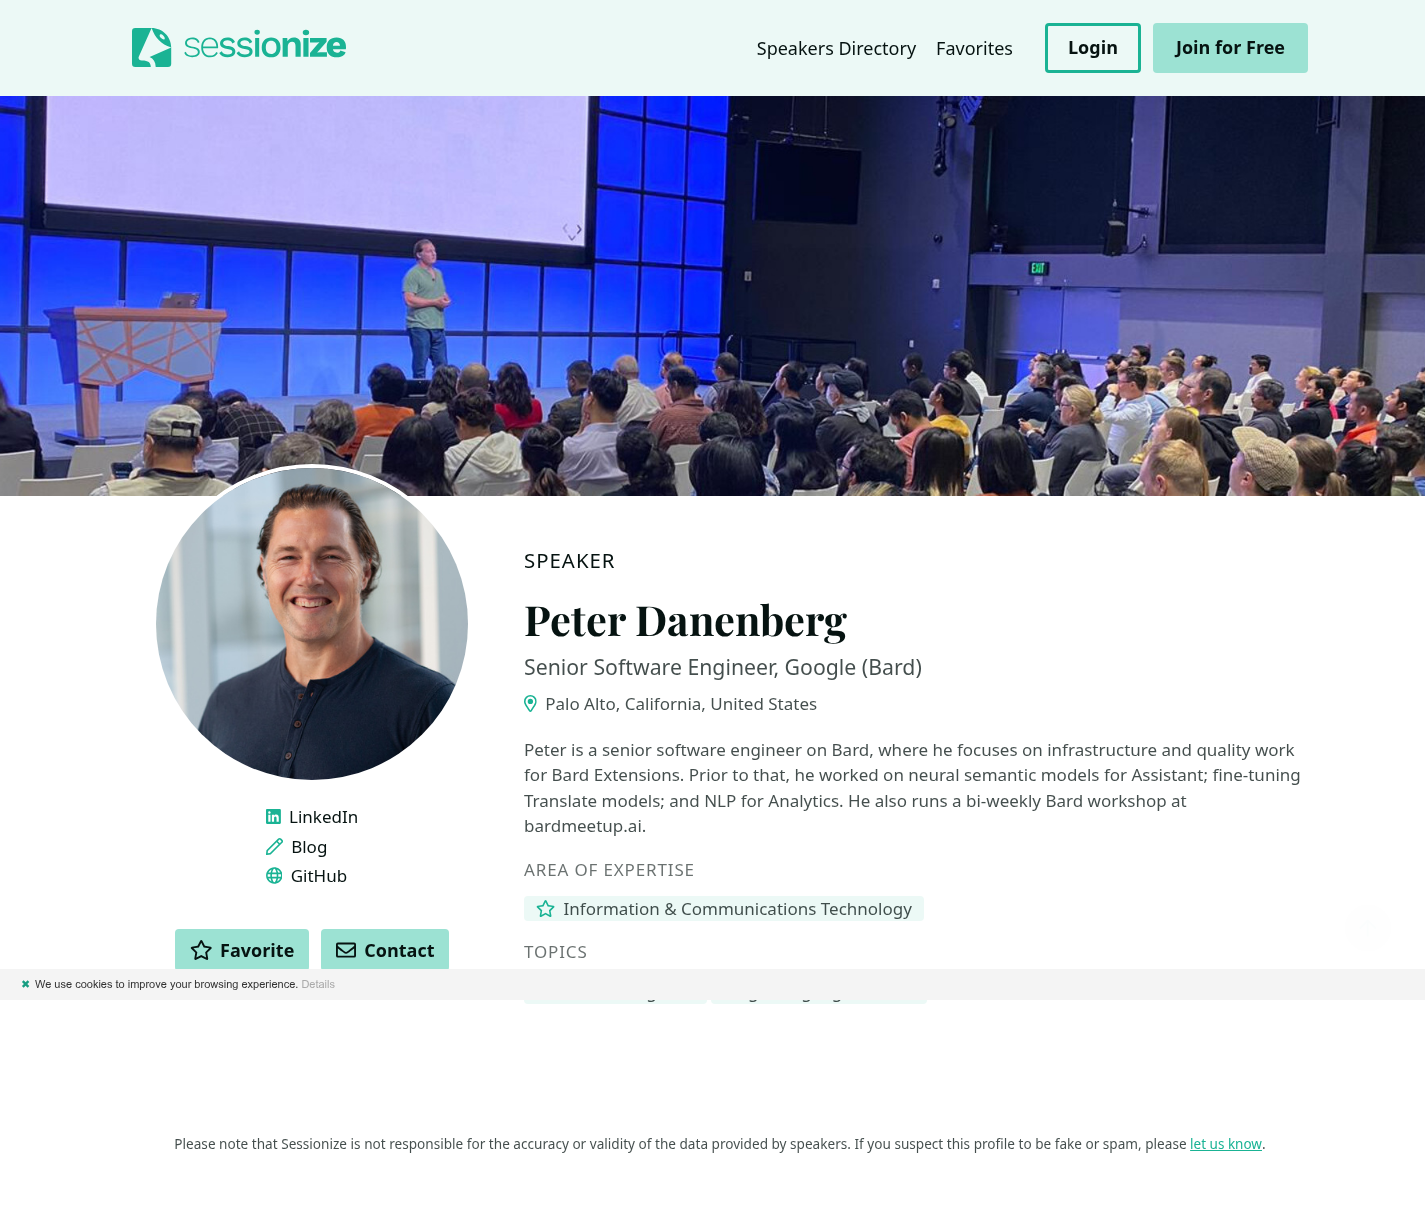 sessionize
Speakers Directory
Favorites
Login
Join for Free
EXIT
SPEAKER
Peter Danenberg
Senior Software Engineer, Google (Bard)
Palo Alto, California, United States
Peter is a senior software engineer on Bard, where he focuses on infrastructure and quality work
for Bard Extensions. Prior to that, he worked on neural semantic models for Assistant; fine-tuning
Translate models; and NLP for Analytics. He also runs a bi-weekly Bard workshop at
bardmeetup.ai.
LinkedIn
Blog
GitHub
AREA OF EXPERTISE
Information & Communications Technology
Favorite
Contact
TOPICS
We use cookies to improve your browsing experience. Details
Please note that Sessionize is not responsible for the accuracy or validity of the data provided by speakers. If you suspect this profile to be fake or spam, please let us know.